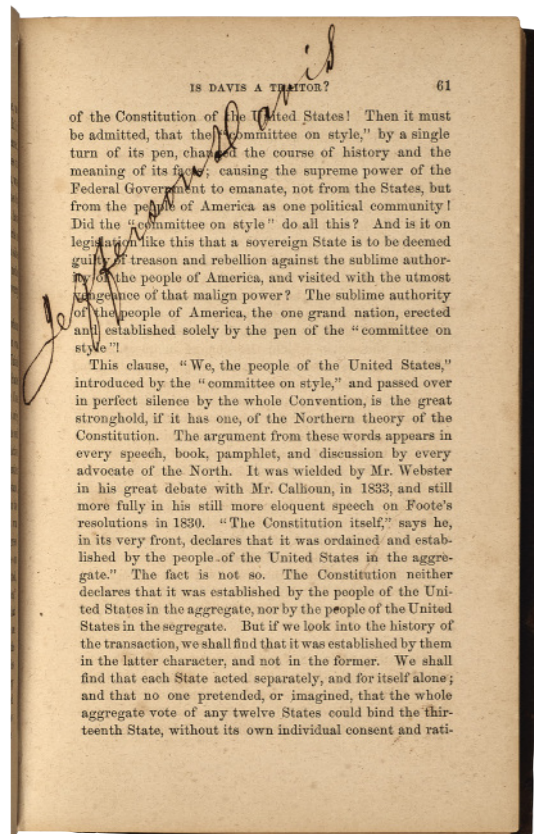 IS DAVIS A TRAITOR? 61
of the Constitution of the United States! Then it must
be admitted, that the "committee on style," by a single
turn of its pen, changed the course of history and the
meaning of its facts; causing the supreme power of the
Federal Government to emanate, not from the States, but
from the people of America as one political community!
Did the "committee on style" do all this? And is it on
legislation like this that a sovereign State is to be deemed
guilty of treason and rebellion against the sublime author-
ity of the people of America, and visited with the utmost
vengeance of that malign power? The sublime authority
of the people of America, the one grand nation, erected
and established solely by the pen of the "committee on
style"!
This clause, "We, the people of the United States,"
introduced by the "committee on style," and passed over
in perfect silence by the whole Convention, is the great
stronghold, if it has one, of the Northern theory of the
Constitution. The argument from these words appears in
every speech, book, pamphlet, and discussion by every
advocate of the North. It was wielded by Mr. Webster
in his great debate with Mr. Calhoun, in 1833, and still
more fully in his still more eloquent speech on Foote's
resolutions in 1830. "The Constitution itself," says he,
in its very front, declares that it was ordained and estab-
lished by the people of the United States in the aggre-
gate." The fact is not so. The Constitution neither
declares that it was established by the people of the Uni-
ted States in the aggregate, nor by the people of the United
States in the segregate. But if we look into the history of
the transaction, we shall find that it was established by them
in the latter character, and not in the former. We shall
find that each State acted separately, and for itself alone;
and that no one pretended, or imagined, that the whole
aggregate vote of any twelve States could bind the thir-
teenth State, without its own individual consent and rati-
Jefferson Davis